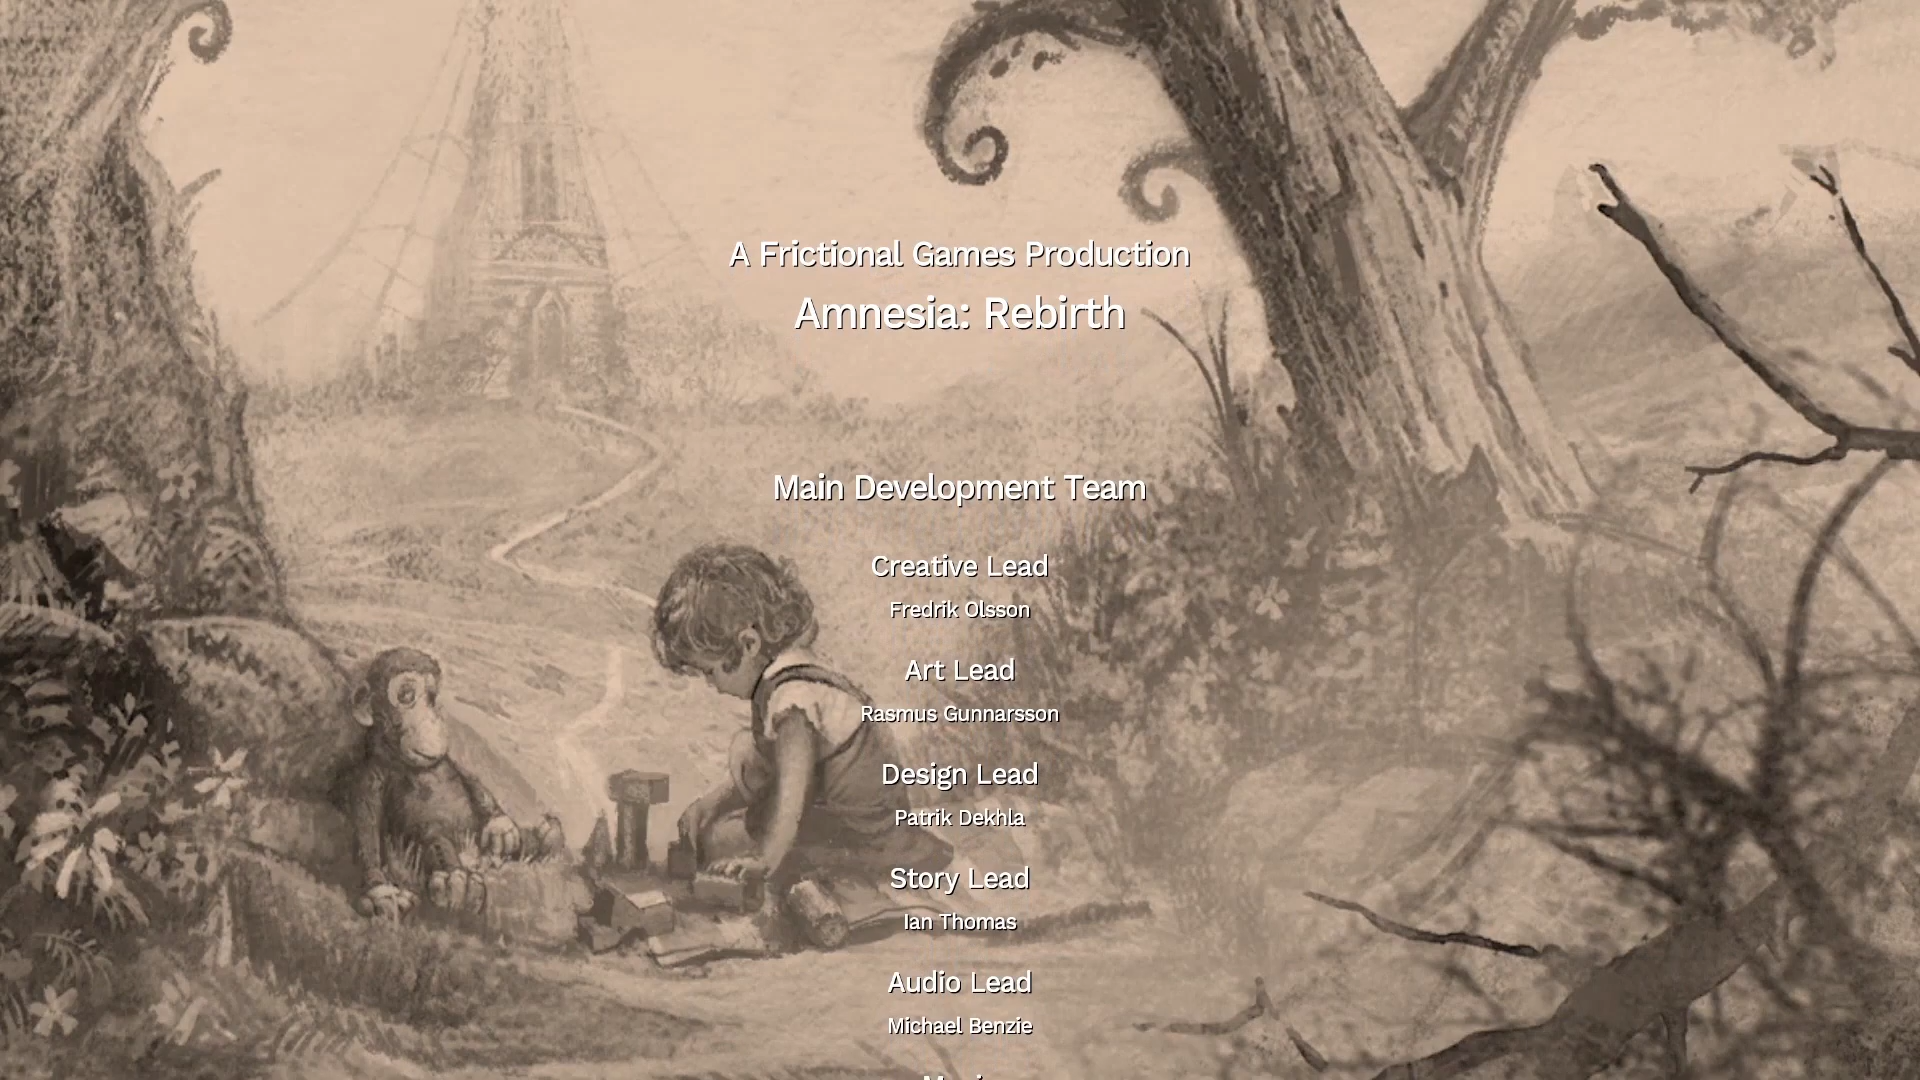 A Frictional Games Production
Amnesia: Rebirth
Main Development Team
Creative Lead
Fredrik Olsson
Art Lead
Rasmus Gunnarsson
Design Lead
Patrik Dekhla
Story Lead
Ian Thomas
Audio Lead
Michael Benzie